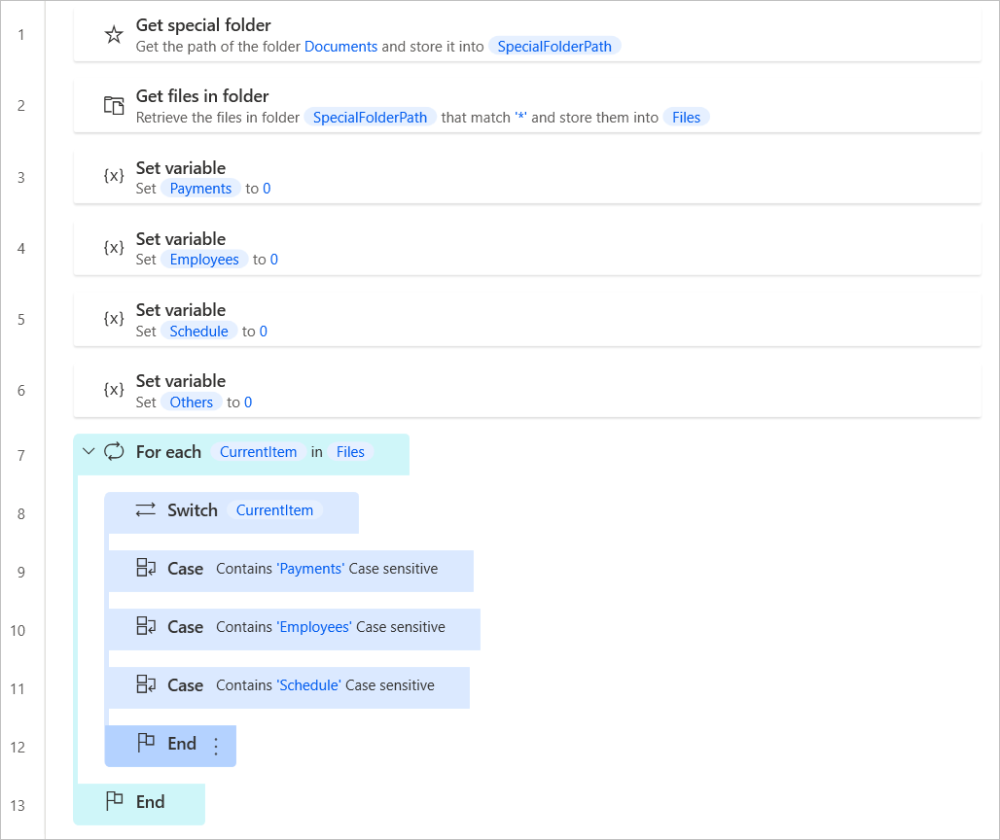 1
Get special folder
Get the path of the folder Documents and store it into SpecialFolderPath
2
Get files in folder
Retrieve the files in folder SpecialFolderPath that match '*' and store them into Files
3
{x} Set variable
Set Payments to 0
4
{x} Set variable
Set Employees to 0
5
{x} Set variable
Set Schedule to 0
6
{x} Set variable
Set Others to 0
7 For each CurrentItem in Files
8 Switch CurrentItem
9 Case Contains 'Payments' Case sensitive
10 Case Contains 'Employees' Case sensitive
11 Case Contains 'Schedule' Case sensitive
12 End
13 End